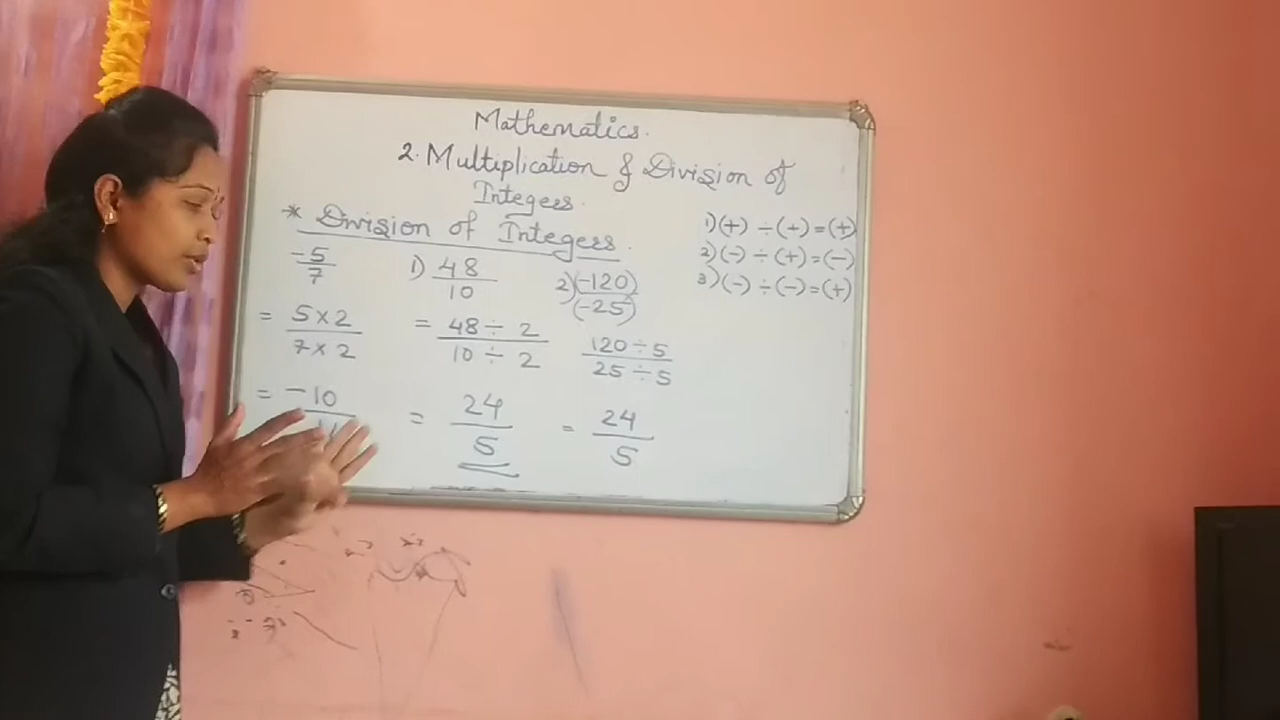 Mathematics.
2. Multiplication & Division of
Integers.
* Division of Integers.
1) (+) ÷ (+) = (+)
2) (-) ÷ (+) = (-)
3) (-) ÷ (-) = (+)
-5/7
= 5×2/7×2
= -10/
1) 48/10
= 48÷2/10÷2
= 24/5
2) (-120)/(-25)
120÷5/25÷5
= 24/5